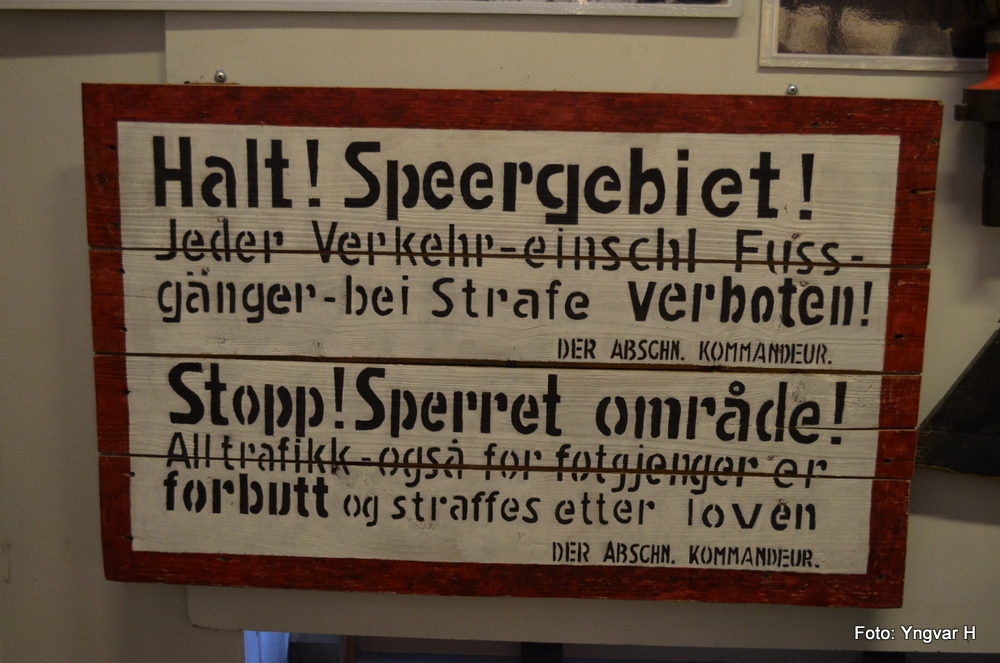 Halt! Speergebiet!
Jeder Verkehr-einschl Fuss-
gänger-bei Strafe verboten!
DER ABSCHN. KOMMANDEUR.
Stopp! Sperret område!
All trafikk-også for fotgjenger er
forbutt og straffes etter loven
DER ABSCHN. KOMMANDEUR.
Foto: Yngvar H